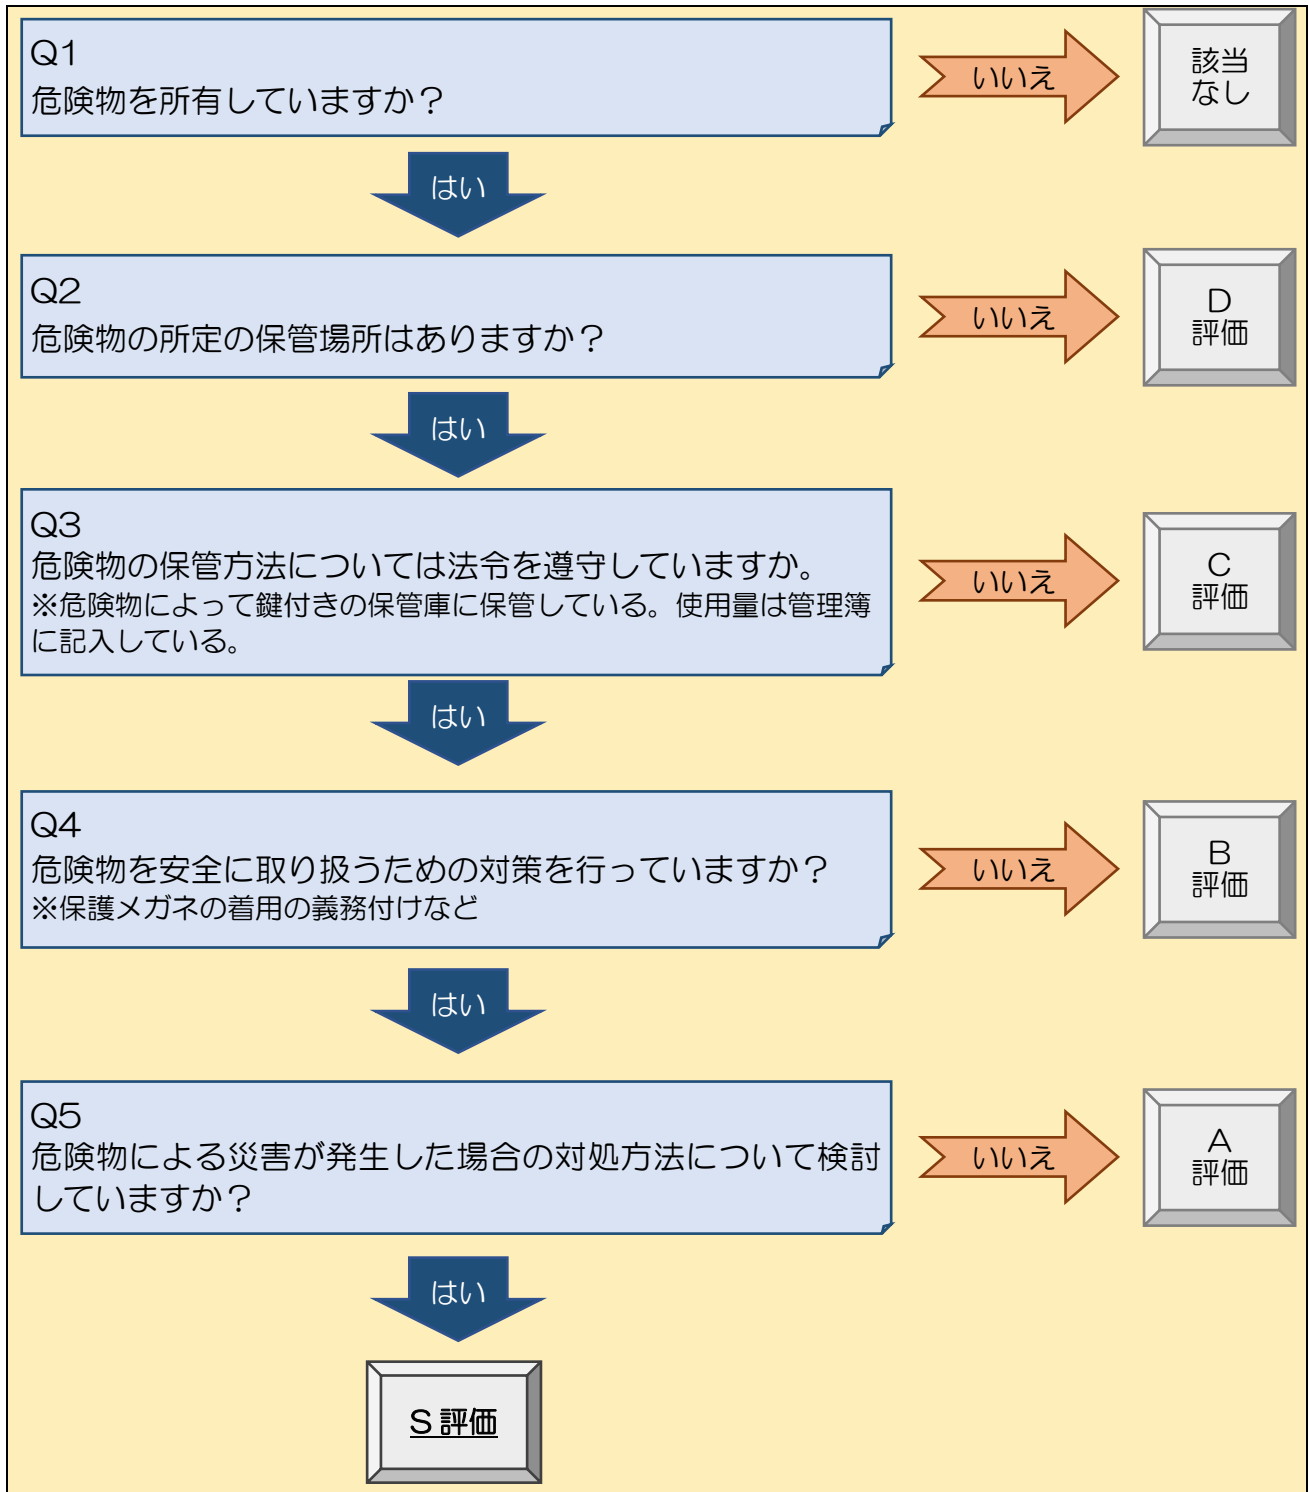 Q1
危険物を所有していますか？
いいえ
該当
なし
はい
Q2
危険物の所定の保管場所はありますか？
いいえ
D
評価
はい
Q3
危険物の保管方法については法令を遵守していますか。
※危険物によって鍵付きの保管庫に保管している。使用量は管理簿
に記入している。
いいえ
C
評価
はい
Q4
危険物を安全に取り扱うための対策を行っていますか？
※保護メガネの着用の義務付けなど
いいえ
B
評価
はい
Q5
危険物による災害が発生した場合の対処方法について検討
していますか？
いいえ
A
評価
はい
S 評価